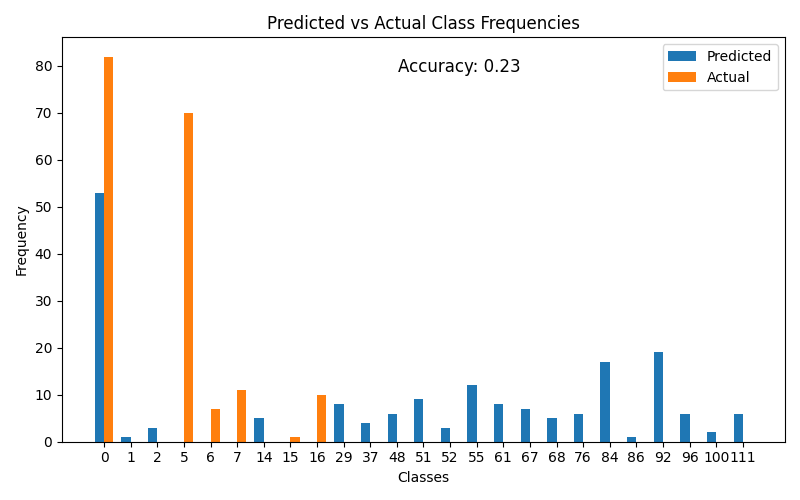 Predicted vs Actual Class Frequencies
Accuracy: 0.23
Predicted
Actual
80
70
60
50
40
30
20
10
0
Frequency
0 1 2 5 6 7 14 15 16 29 37 48 51 52 55 61 67 68 76 84 86 92 96 100 111
Classes